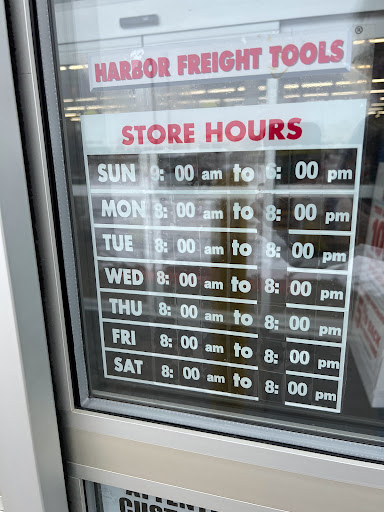 HARBOR FREIGHT TOOLS®
STORE HOURS
SUN 9:00 am to 6:00 pm
MON 8:00 am to 8:00 pm
TUE 8:00 am to 8:00 pm
WED 8:00 am to 8:00 pm
THU 8:00 am to 8:00 pm
FRI 8:00 am to 8:00 pm
SAT 8:00 am to 8:00 pm